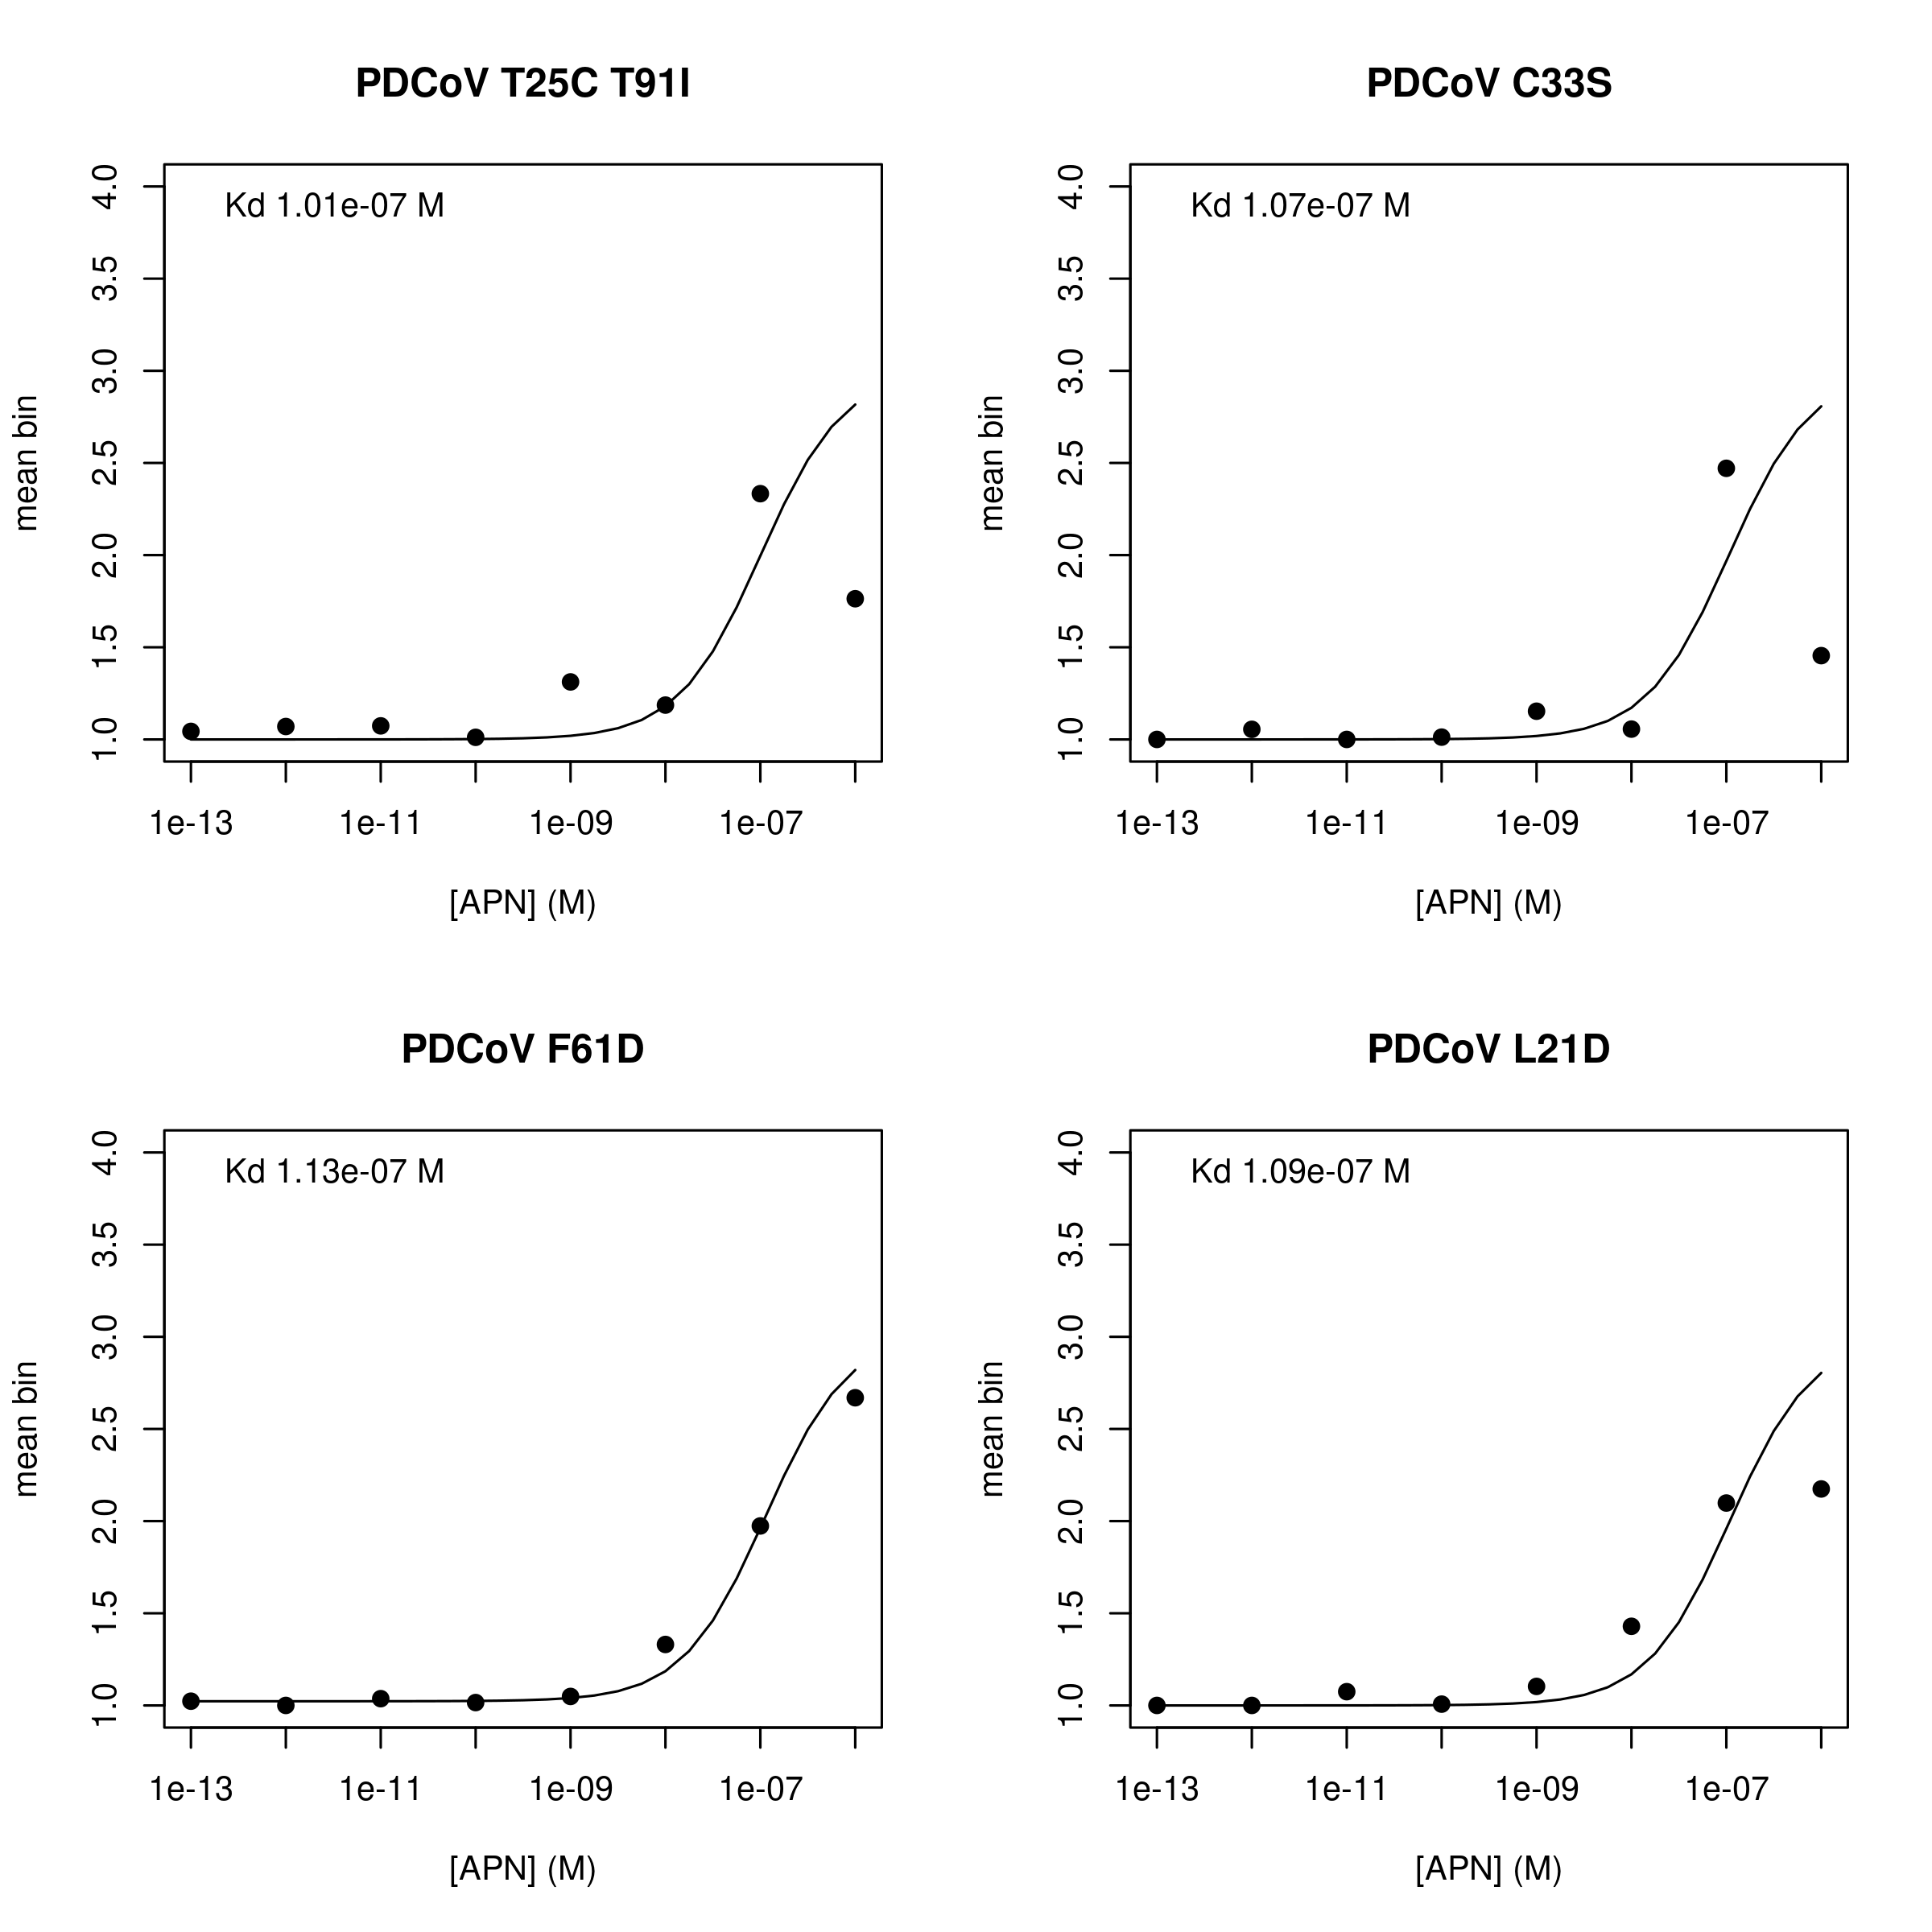 PDCoV T25C T91I
Kd 1.01e-07 M
mean bin
4.0
3.5
3.0
2.5
2.0
1.5
1.0
1e-13 1e-11 1e-09 1e-07
[APN] (M)
PDCoV C33S
Kd 1.07e-07 M
mean bin
4.0
3.5
3.0
2.5
2.0
1.5
1.0
1e-13 1e-11 1e-09 1e-07
[APN] (M)
PDCoV F61D
Kd 1.13e-07 M
mean bin
4.0
3.5
3.0
2.5
2.0
1.5
1.0
1e-13 1e-11 1e-09 1e-07
[APN] (M)
PDCoV L21D
Kd 1.09e-07 M
mean bin
4.0
3.5
3.0
2.5
2.0
1.5
1.0
1e-13 1e-11 1e-09 1e-07
[APN] (M)